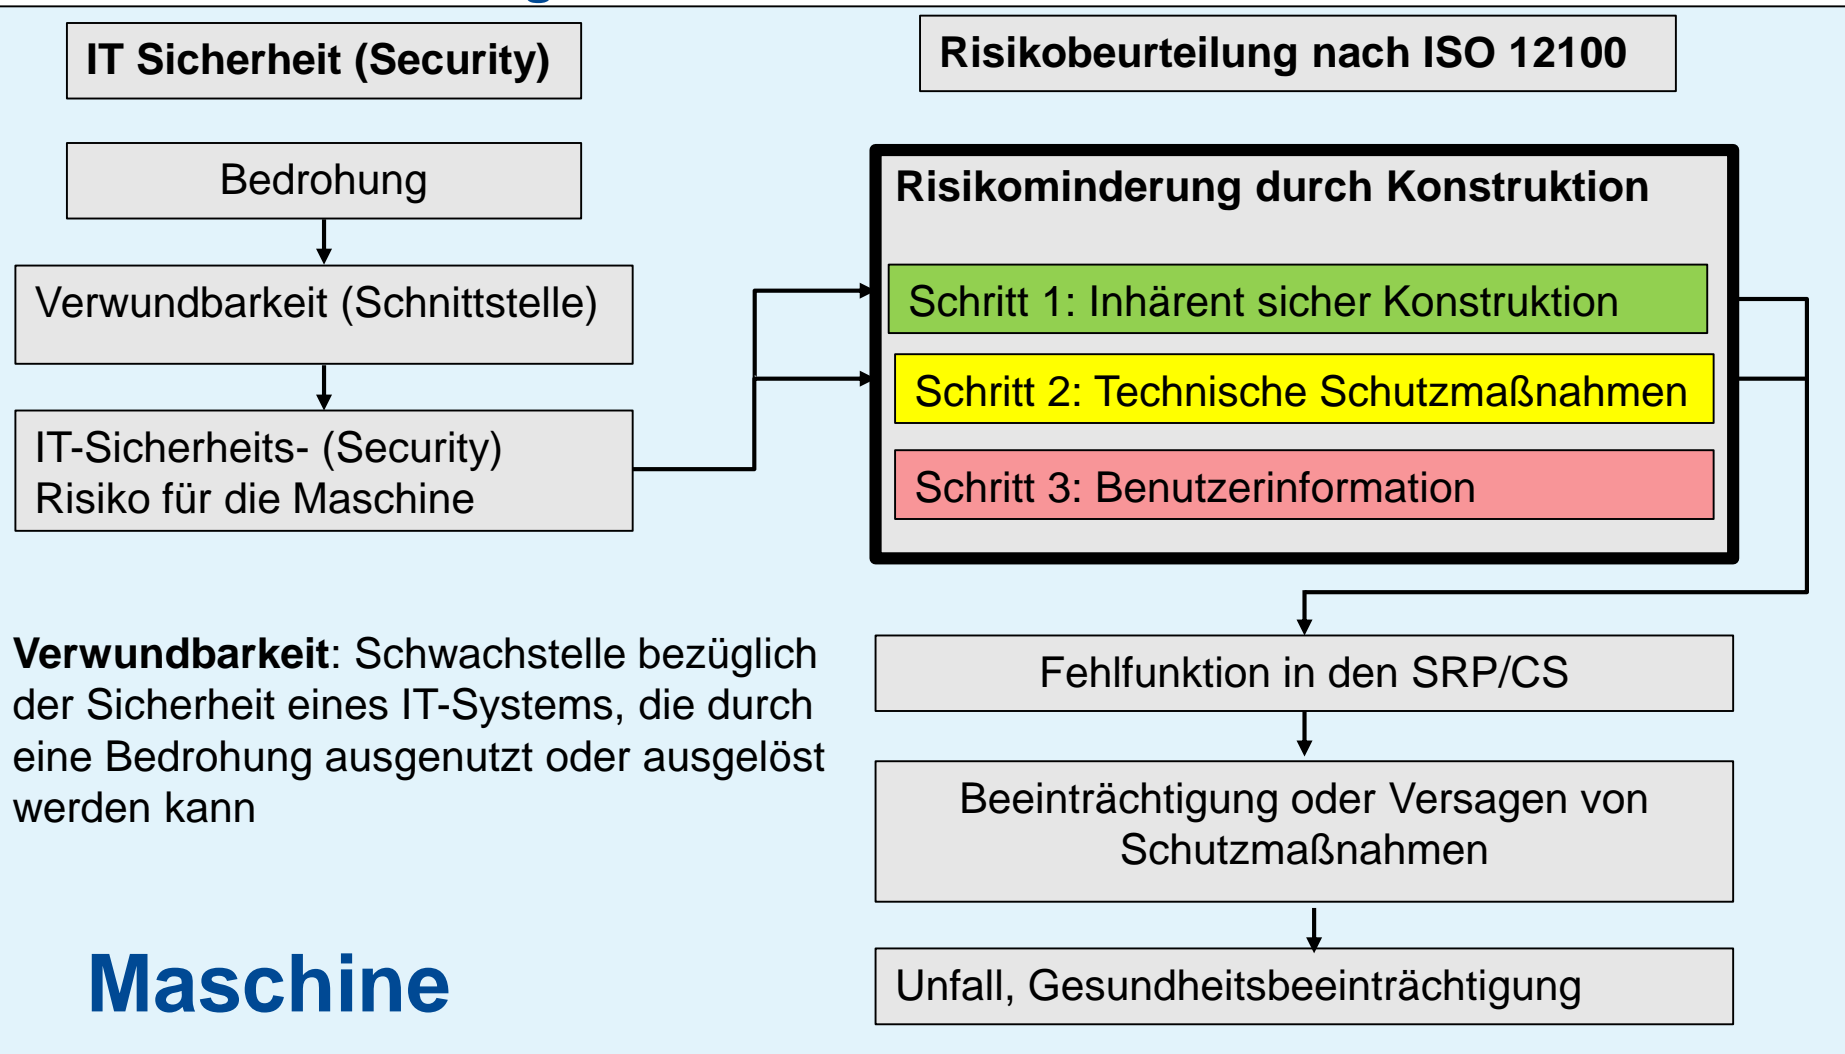 IT Sicherheit (Security)
Bedrohung
Verwundbarkeit (Schnittstelle)
IT-Sicherheits- (Security)
Risiko für die Maschine
Verwundbarkeit: Schwachstelle bezüglich
der Sicherheit eines IT-Systems, die durch
eine Bedrohung ausgenutzt oder ausgelöst
werden kann
Maschine
Risikobeurteilung nach ISO 12100
Risikominderung durch Konstruktion
Schritt 1: Inhärent sicher Konstruktion
Schritt 2: Technische Schutzmaßnahmen
Schritt 3: Benutzerinformation
Fehlfunktion in den SRP/CS
Beeinträchtigung oder Versagen von
Schutzmaßnahmen
Unfall, Gesundheitsbeeinträchtigung